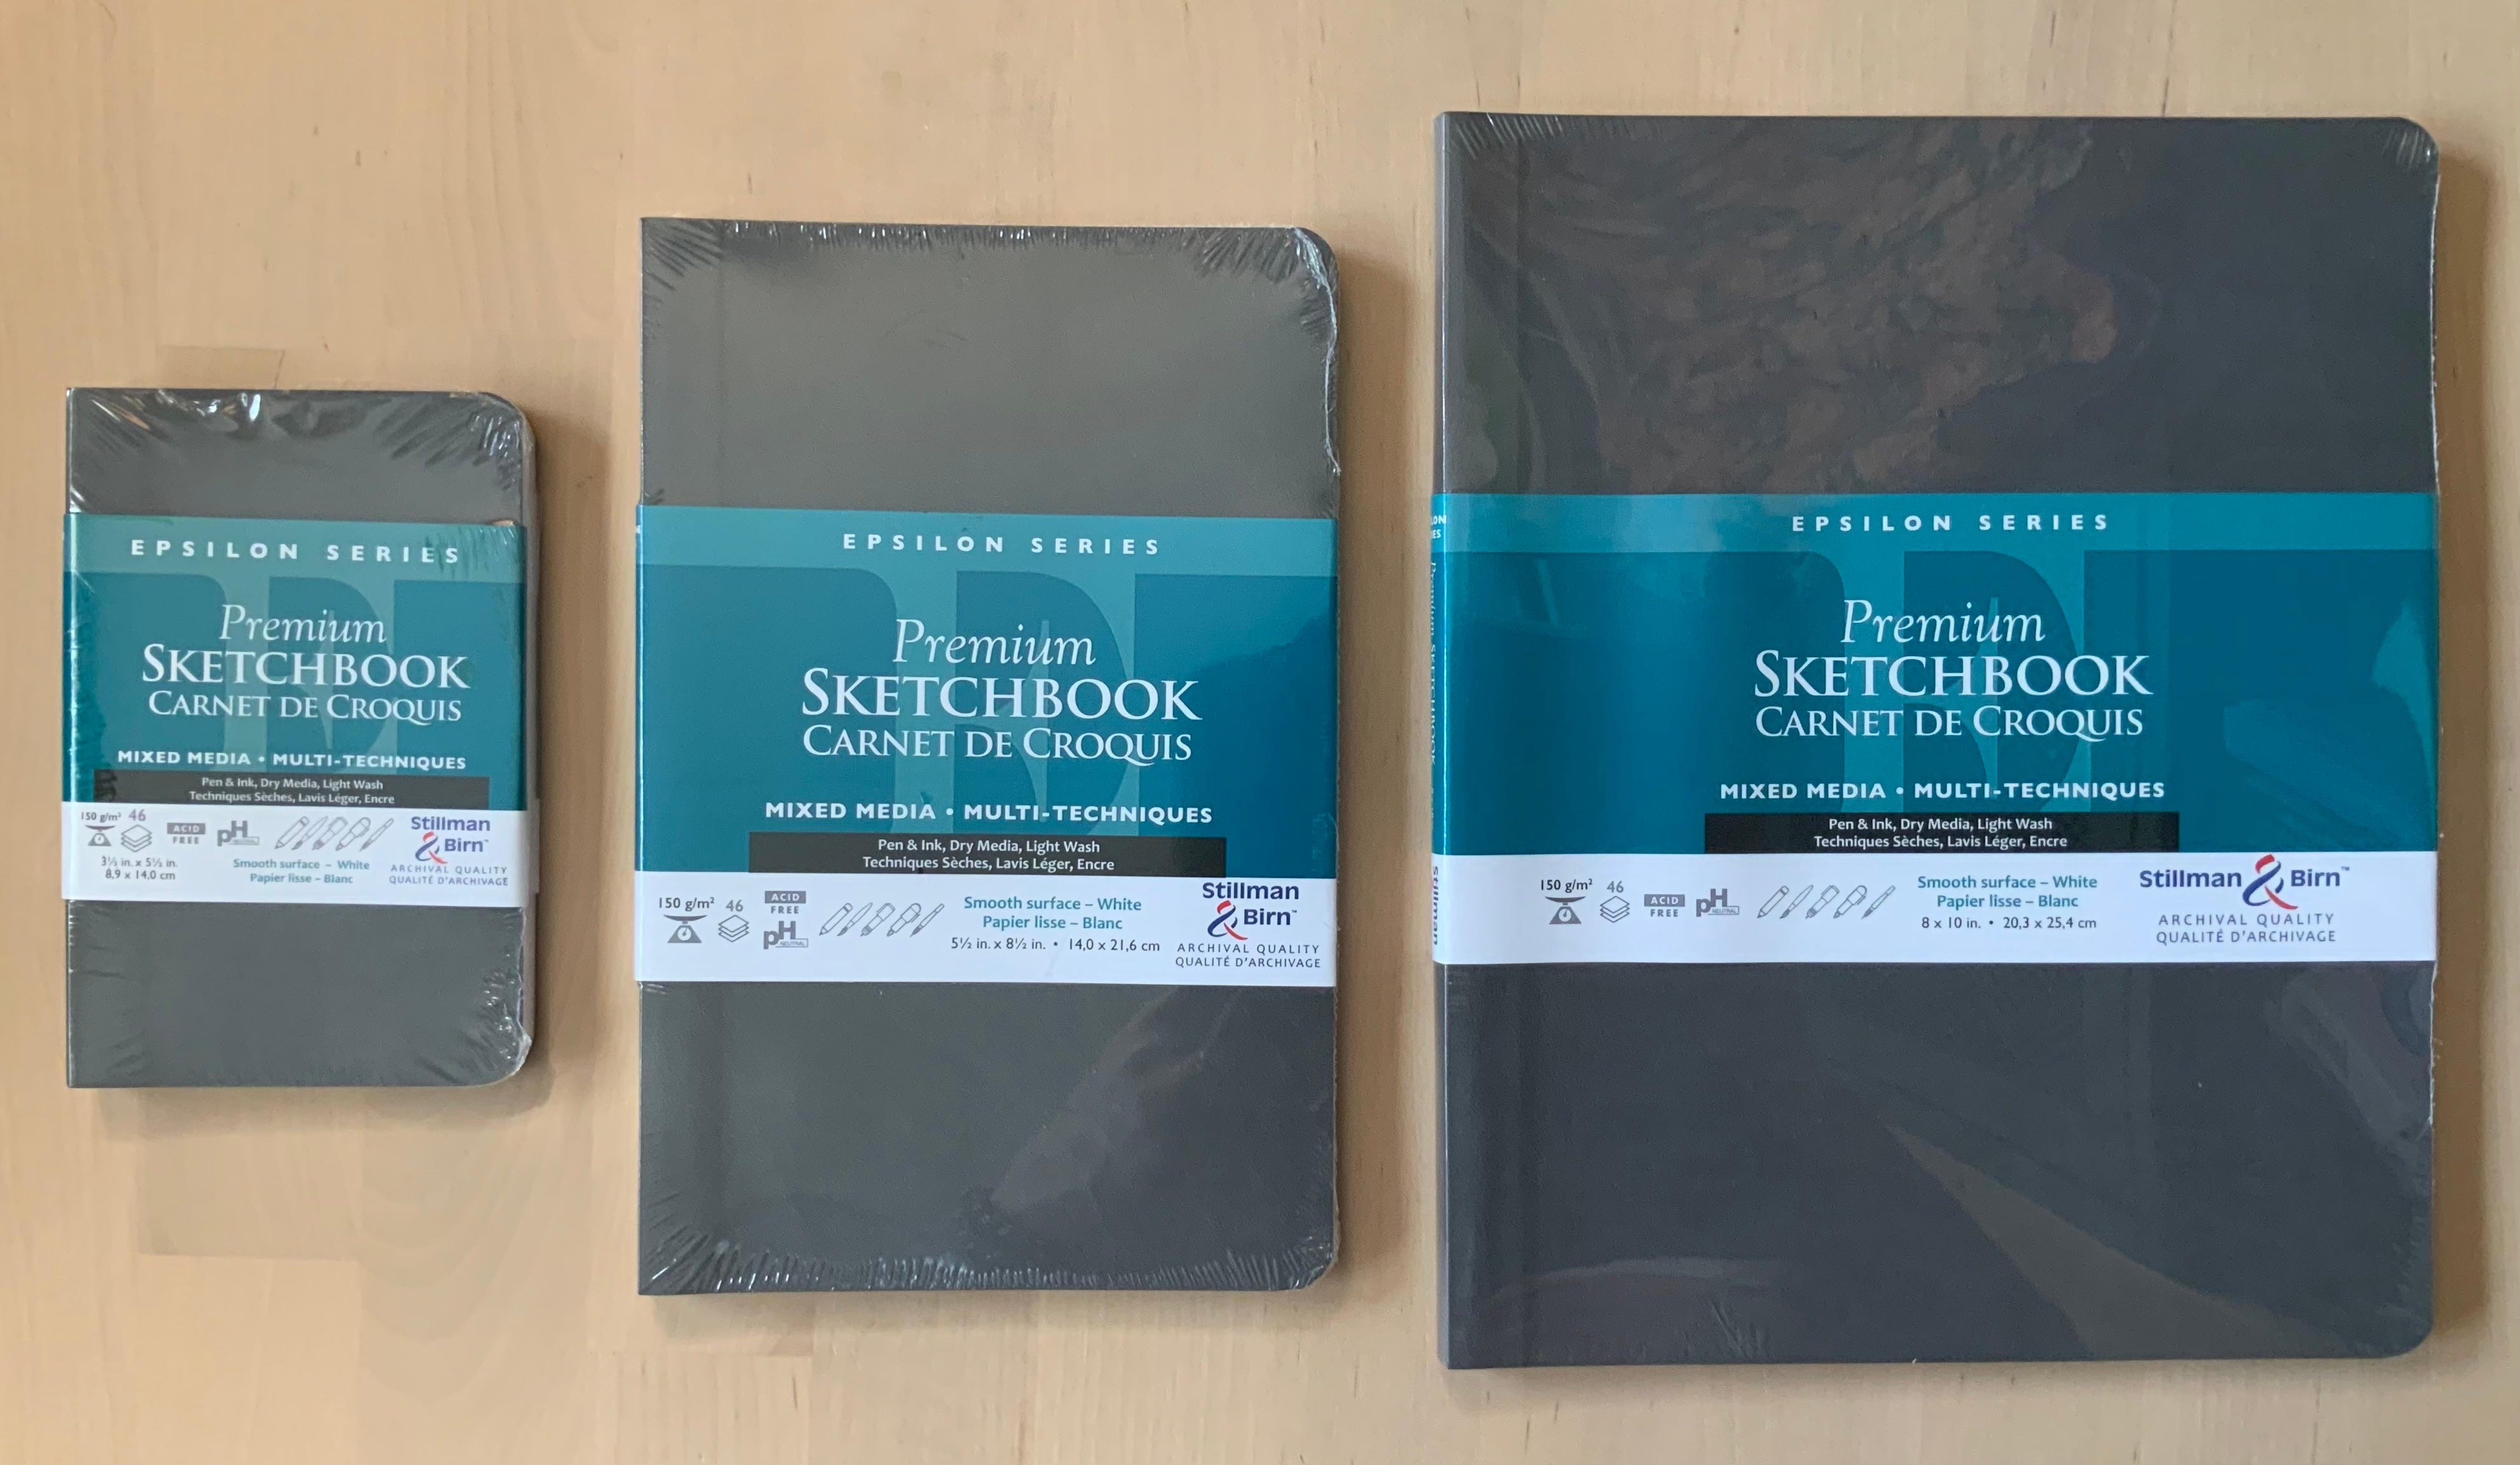 EPSILON SERIES
Premium
SKETCHBOOK
CARNET DE CROQUIS
MIXED MEDIA • MULTI-TECHNIQUES
Pen & Ink, Dry Media, Light Wash
Techniques Sèches, Lavis Léger, Encre
150 g/m² 46
ACID
FREE
pH
3½ in. x 5½ in.
8,9 x 14,0 cm
Smooth surface – White
Papier lisse – Blanc
Stillman
& Birn™
ARCHIVAL QUALITY
QUALITÉ D'ARCHIVAGE
EPSILON SERIES
Premium
SKETCHBOOK
CARNET DE CROQUIS
MIXED MEDIA • MULTI-TECHNIQUES
Pen & Ink, Dry Media, Light Wash
Techniques Sèches, Lavis Léger, Encre
150 g/m² 46
ACID
FREE
pH
NEUTRAL
Smooth surface – White
Papier lisse – Blanc
5½ in. x 8½ in. • 14,0 x 21,6 cm
Stillman
& Birn™
ARCHIVAL QUALITY
QUALITÉ D'ARCHIVAGE
EPSILON SERIES
Premium
SKETCHBOOK
CARNET DE CROQUIS
MIXED MEDIA • MULTI-TECHNIQUES
Pen & Ink, Dry Media, Light Wash
Techniques Sèches, Lavis Léger, Encre
150 g/m² 46
ACID
FREE
pH
NEUTRAL
Smooth surface – White
Papier lisse – Blanc
8 x 10 in. • 20,3 x 25,4 cm
Stillman & Birn™
ARCHIVAL QUALITY
QUALITÉ D'ARCHIVAGE